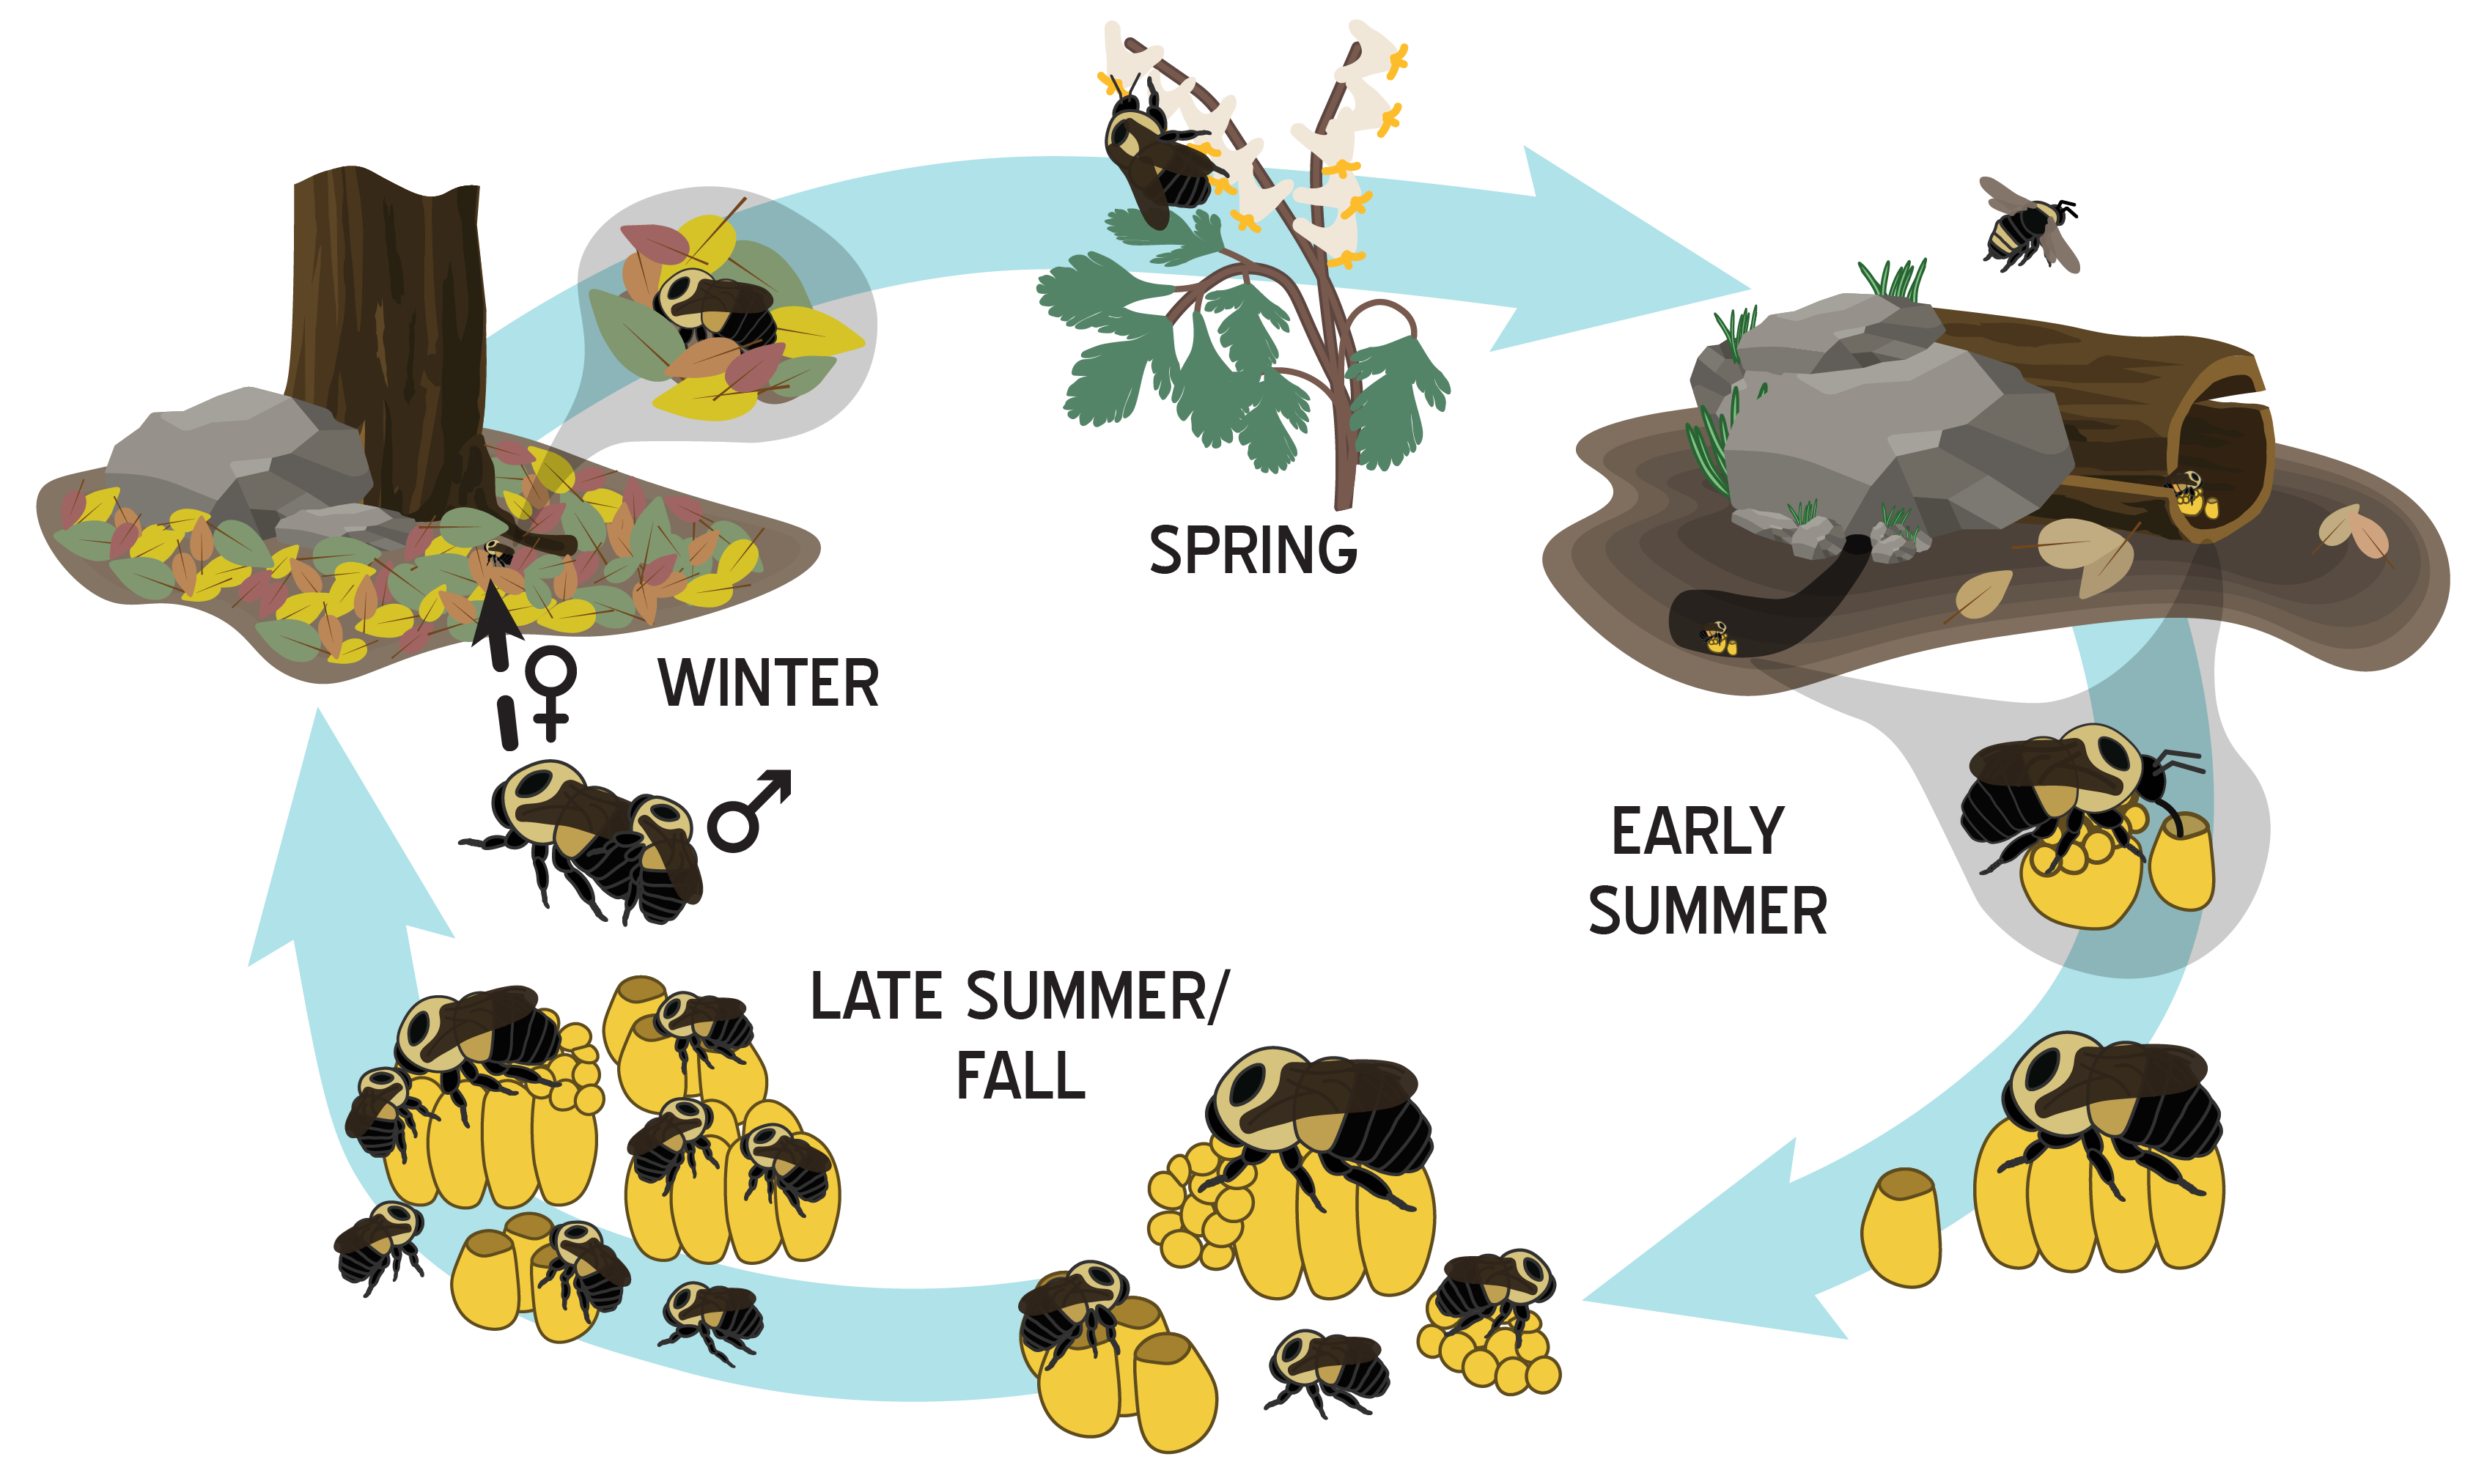 SPRING
WINTER
EARLY
SUMMER
LATE SUMMER/
FALL